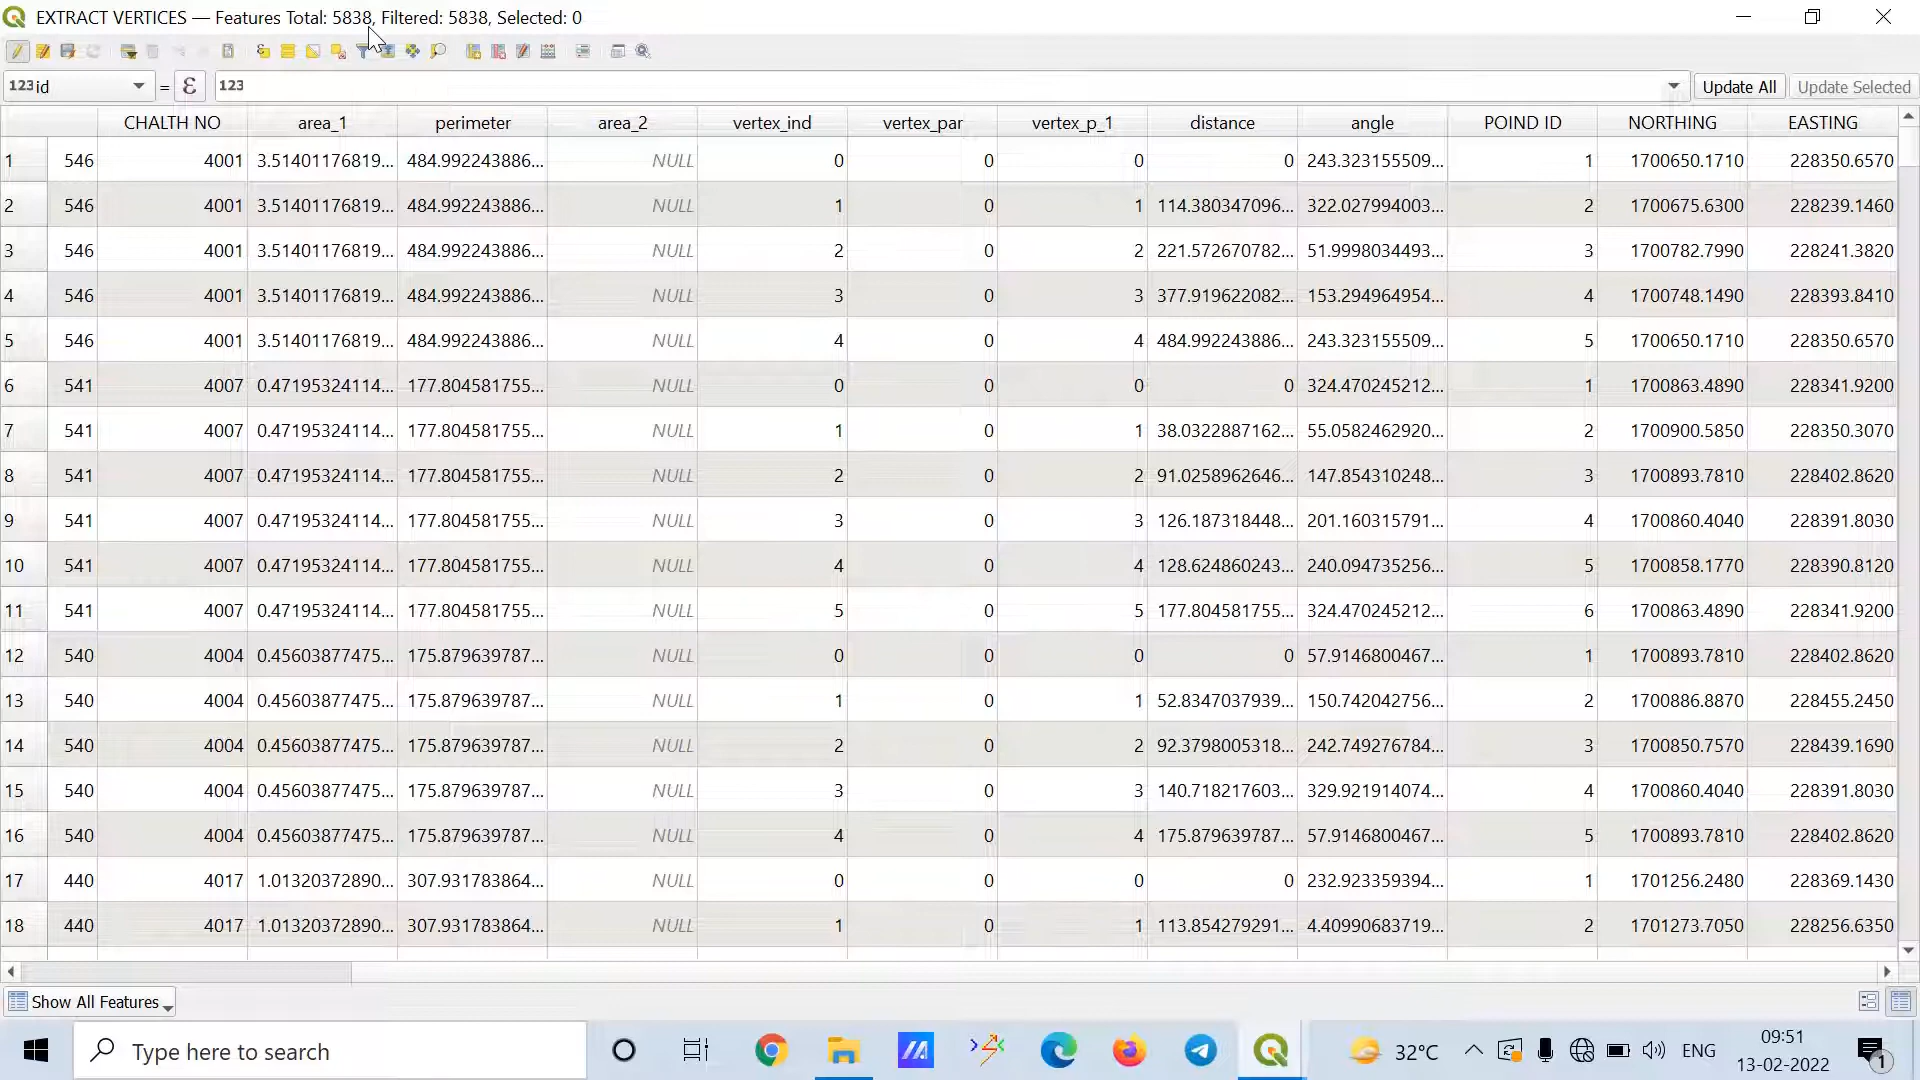 EXTRACT VERTICES — Features Total: 5838, Filtered: 5838, Selected: 0
123 id = ε 123 Update All Update Selected
CHALTH NO area_1 perimeter area_2 vertex_ind vertex_par vertex_p_1 distance angle POIND ID NORTHING EASTING
1 546 4001 3.51401176819... 484.992243886... NULL 0 0 0 0 243.323155509... 1 1700650.1710 228350.6570
2 546 4001 3.51401176819... 484.992243886... NULL 1 0 1 114.380347096... 322.027994003... 2 1700675.6300 228239.1460
3 546 4001 3.51401176819... 484.992243886... NULL 2 0 2 221.572670782... 51.9998034493... 3 1700782.7990 228241.3820
4 546 4001 3.51401176819... 484.992243886... NULL 3 0 3 377.919622082... 153.294964954... 4 1700748.1490 228393.8410
5 546 4001 3.51401176819... 484.992243886... NULL 4 0 4 484.992243886... 243.323155509... 5 1700650.1710 228350.6570
6 541 4007 0.47195324114... 177.804581755... NULL 0 0 0 0 324.470245212... 1 1700863.4890 228341.9200
7 541 4007 0.47195324114... 177.804581755... NULL 1 0 1 38.0322887162... 55.0582462920... 2 1700900.5850 228350.3070
8 541 4007 0.47195324114... 177.804581755... NULL 2 0 2 91.0258962646... 147.854310248... 3 1700893.7810 228402.8620
9 541 4007 0.47195324114... 177.804581755... NULL 3 0 3 126.187318448... 201.160315791... 4 1700860.4040 228391.8030
10 541 4007 0.47195324114... 177.804581755... NULL 4 0 4 128.624860243... 240.094735256... 5 1700858.1770 228390.8120
11 541 4007 0.47195324114... 177.804581755... NULL 5 0 5 177.804581755... 324.470245212... 6 1700863.4890 228341.9200
12 540 4004 0.45603877475... 175.879639787... NULL 0 0 0 0 57.9146800467... 1 1700893.7810 228402.8620
13 540 4004 0.45603877475... 175.879639787... NULL 1 0 1 52.8347037939... 150.742042756... 2 1700886.8870 228455.2450
14 540 4004 0.45603877475... 175.879639787... NULL 2 0 2 92.3798005318... 242.749276784... 3 1700850.7570 228439.1690
15 540 4004 0.45603877475... 175.879639787... NULL 3 0 3 140.718217603... 329.921914074... 4 1700860.4040 228391.8030
16 540 4004 0.45603877475... 175.879639787... NULL 4 0 4 175.879639787... 57.9146800467... 5 1700893.7810 228402.8620
17 440 4017 1.01320372890... 307.931783864... NULL 0 0 0 0 232.923359394... 1 1701256.2480 228369.1430
18 440 4017 1.01320372890... 307.931783864... NULL 1 0 1 113.854279291... 4.40990683719... 2 1701273.7050 228256.6350
Show All Features
Type here to search 32°C ENG 09:51
13-02-2022 1